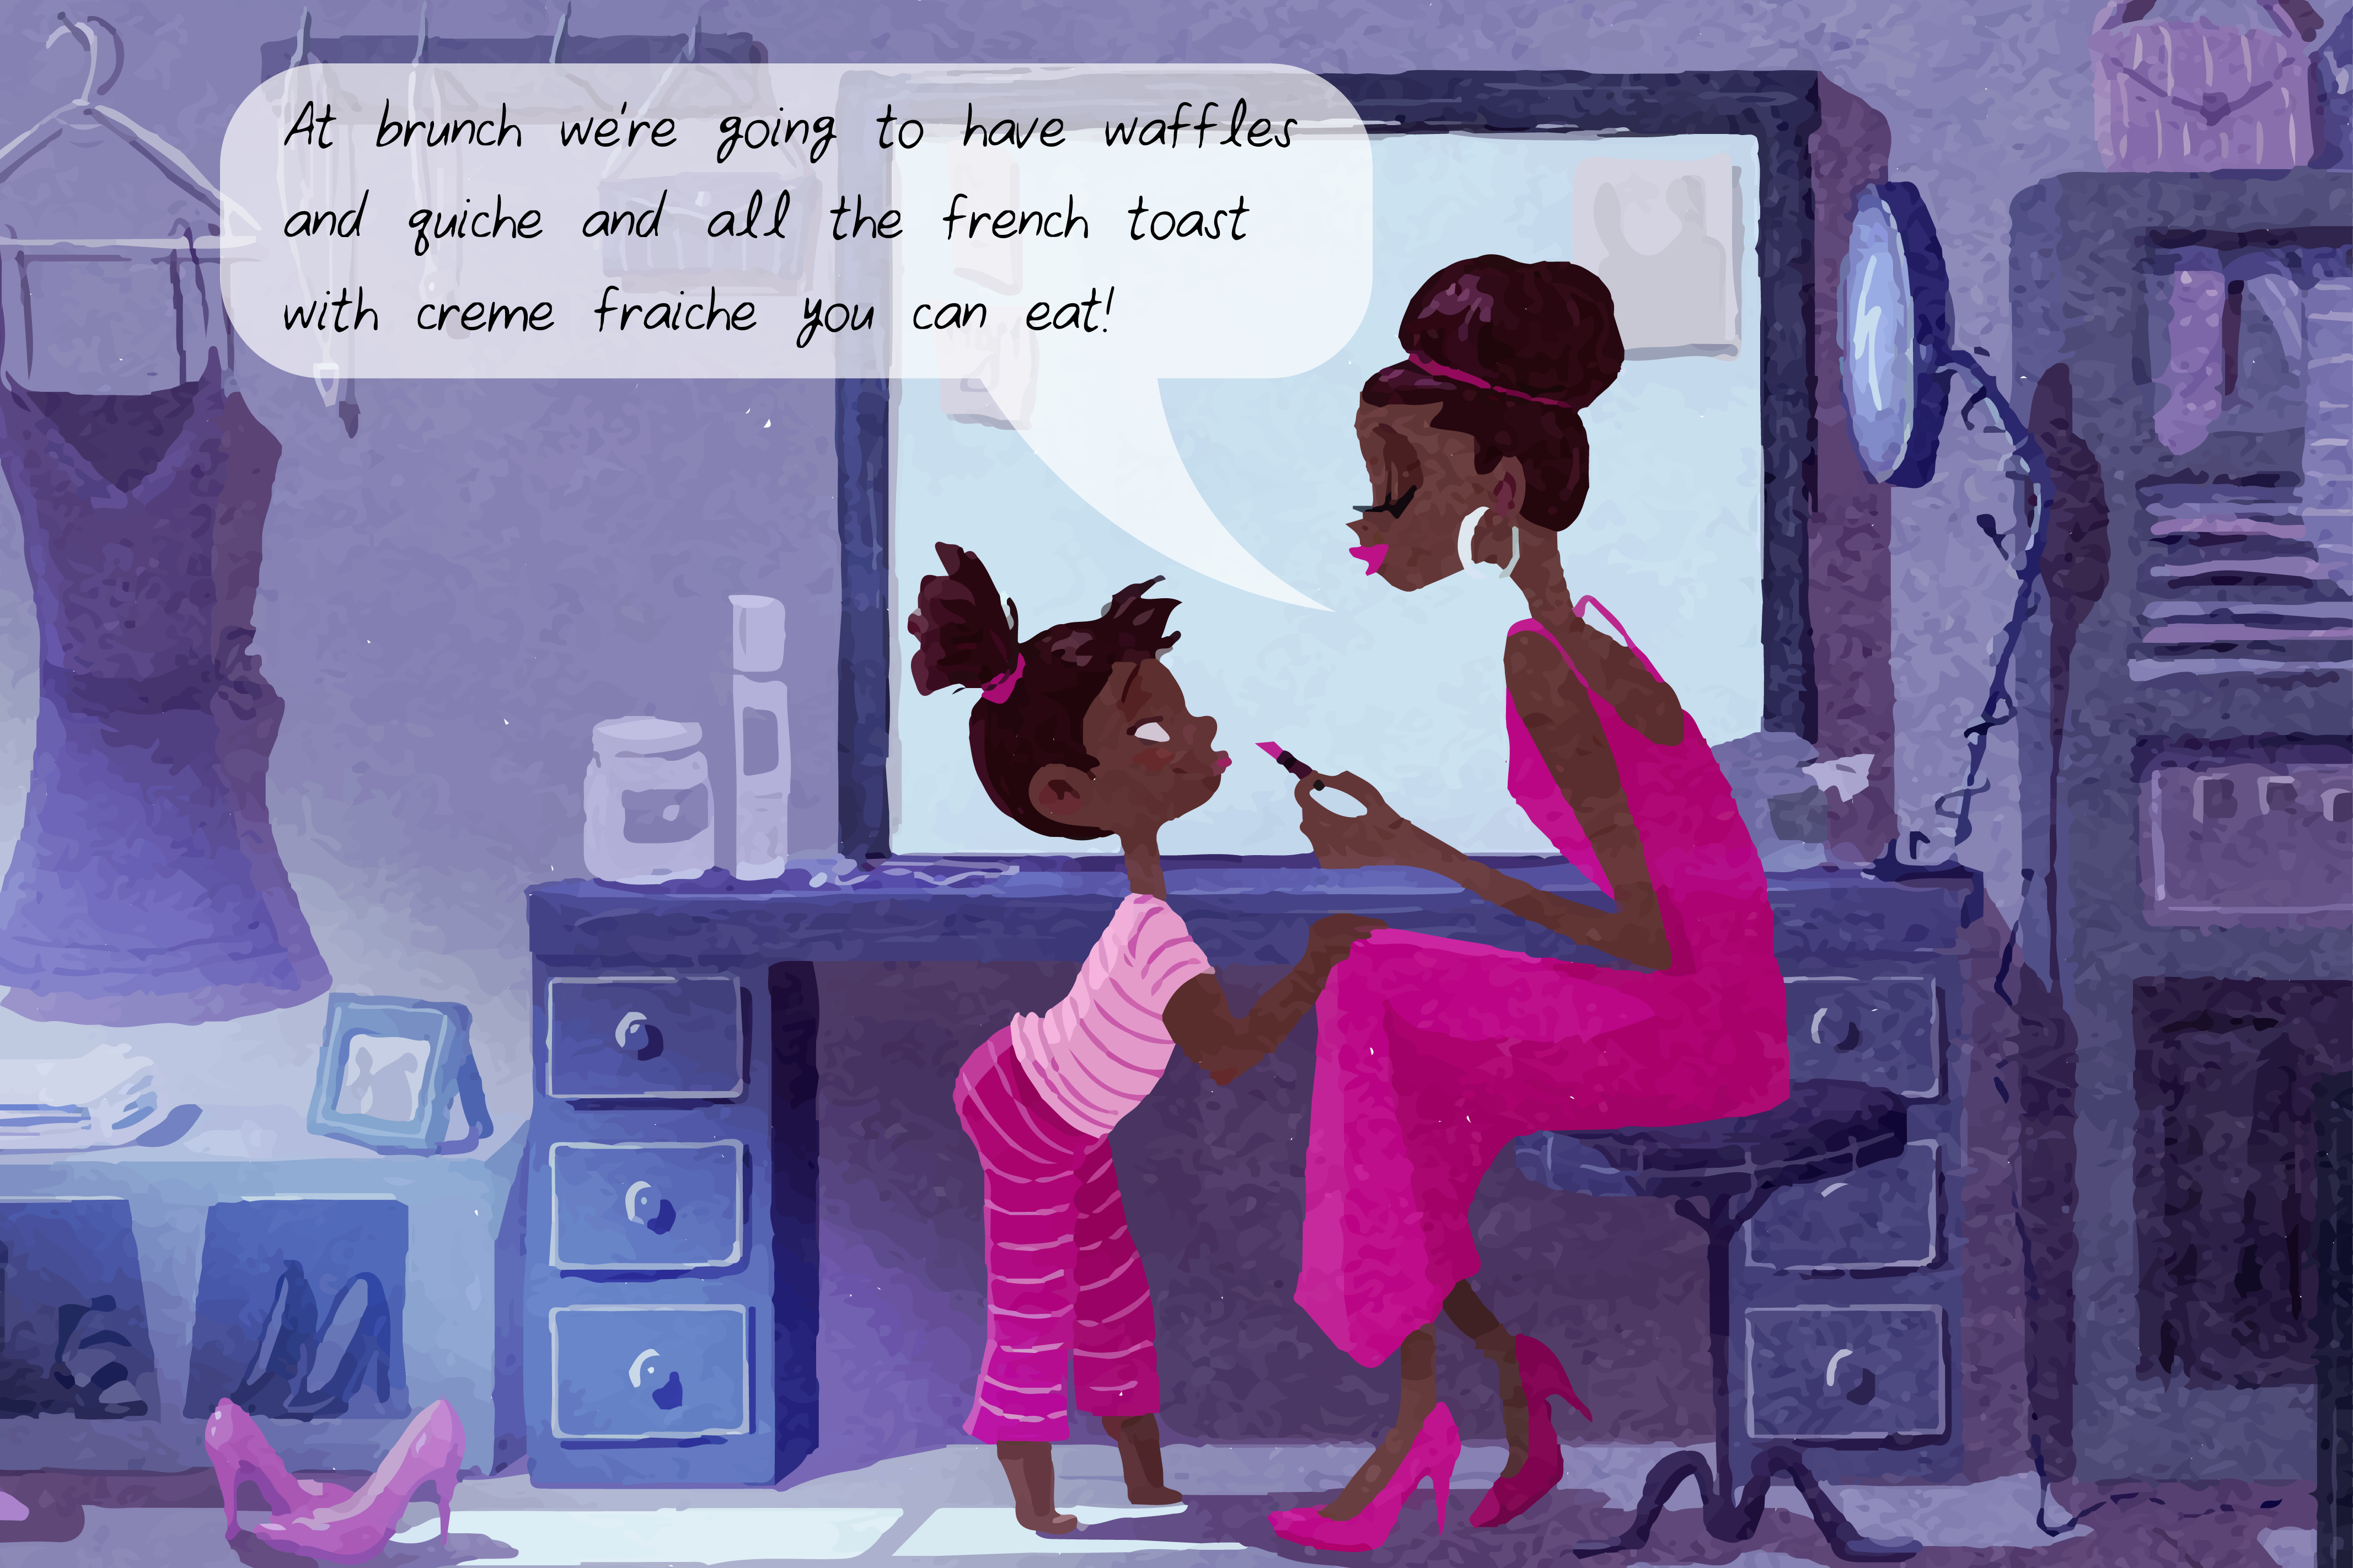 At brunch we're going to have waffles
and quiche and all the french toast
with creme fraiche you can eat!